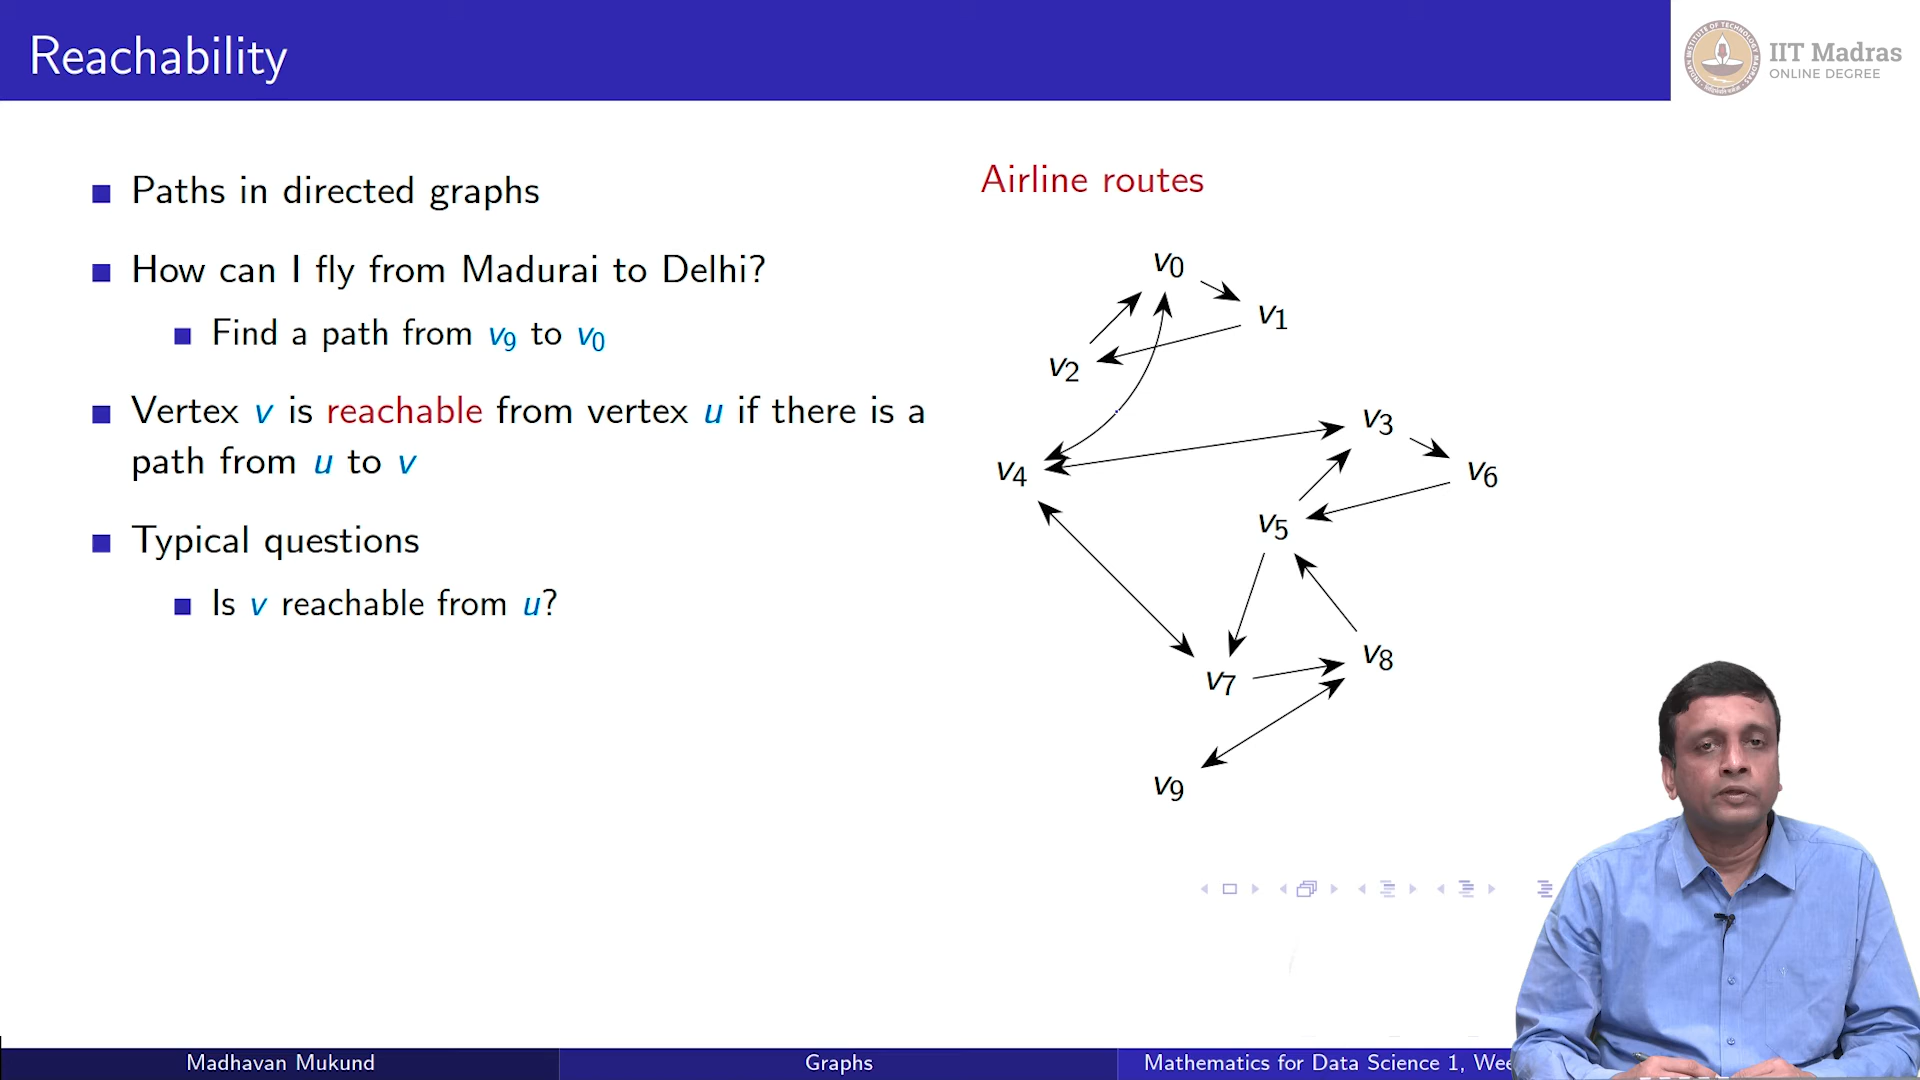 Reachability
IIT Madras
ONLINE DEGREE
Paths in directed graphs
How can I fly from Madurai to Delhi?
Find a path from v9 to v0
Vertex v is reachable from vertex u if there is a
path from u to v
Typical questions
Is v reachable from u?
Airline routes
v0
v1
v2
v3
v4
v6
v5
v8
v7
v9
Madhavan Mukund
Graphs
Mathematics for Data Science 1, Wee